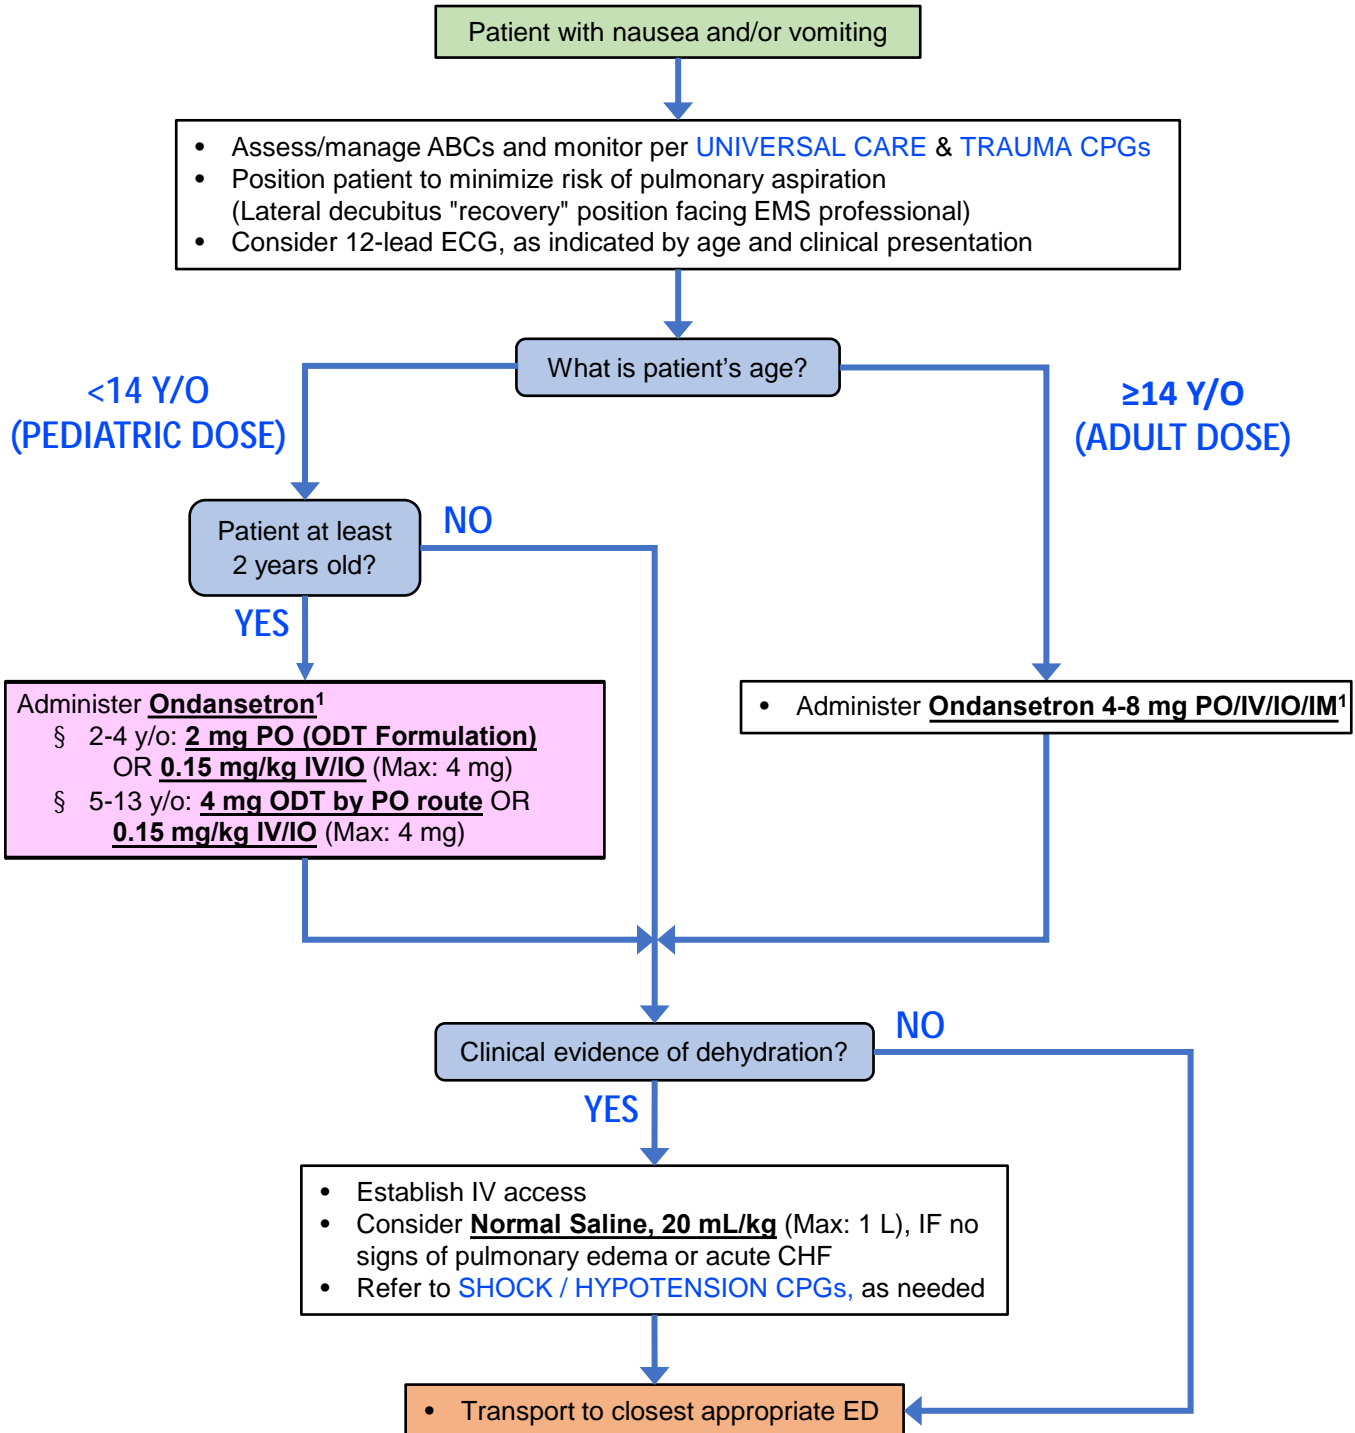 Patient with nausea and/or vomiting
• Assess/manage ABCs and monitor per UNIVERSAL CARE & TRAUMA CPGs
• Position patient to minimize risk of pulmonary aspiration
(Lateral decubitus "recovery" position facing EMS professional)
• Consider 12-lead ECG, as indicated by age and clinical presentation
What is patient’s age?
<14 Y/O
(PEDIATRIC DOSE)
≥14 Y/O
(ADULT DOSE)
Patient at least
2 years old?
NO
YES
Administer Ondansetron¹
§ 2-4 y/o: 2 mg PO (ODT Formulation)
OR 0.15 mg/kg IV/IO (Max: 4 mg)
§ 5-13 y/o: 4 mg ODT by PO route OR
0.15 mg/kg IV/IO (Max: 4 mg)
• Administer Ondansetron 4-8 mg PO/IV/IO/IM¹
Clinical evidence of dehydration?
NO
YES
• Establish IV access
• Consider Normal Saline, 20 mL/kg (Max: 1 L), IF no
signs of pulmonary edema or acute CHF
• Refer to SHOCK / HYPOTENSION CPGs, as needed
• Transport to closest appropriate ED